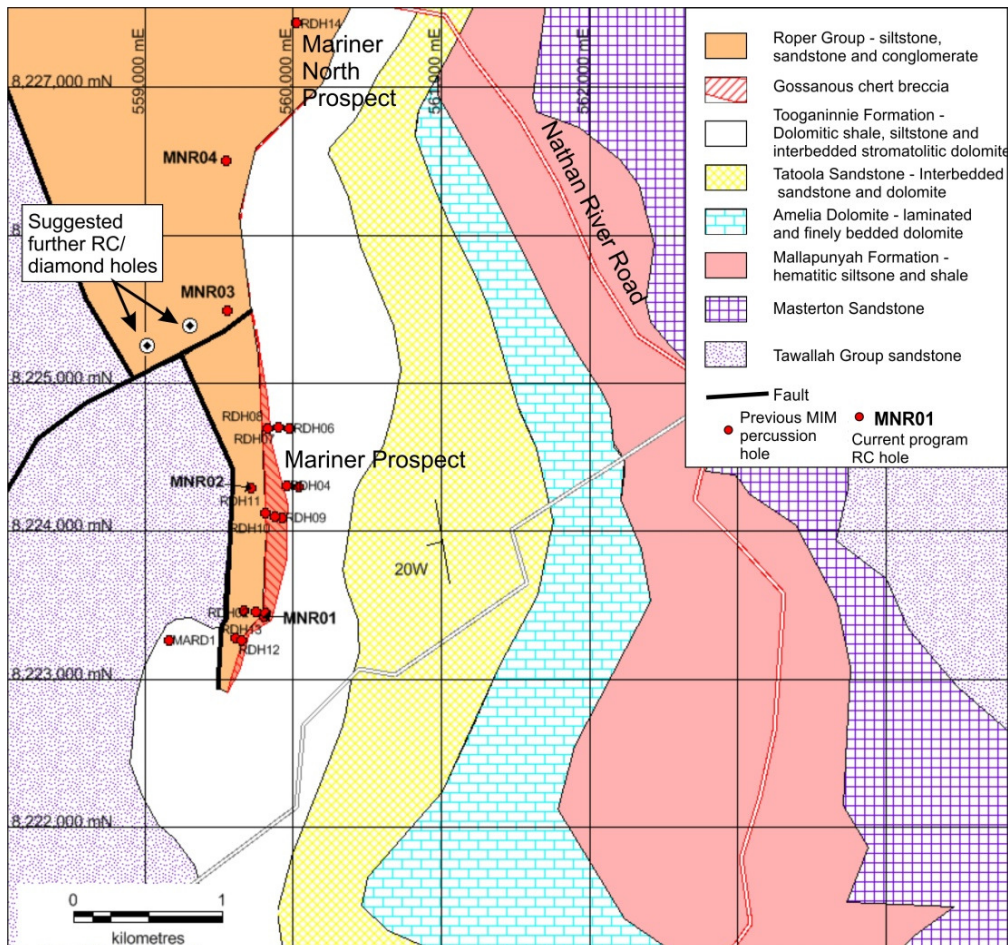 559,000 mE
560,000 mE
561,000 mE
562,000 mE
RDH14
Mariner
North
Prospect
8,227,000 mN
MNR04
Nathan River Road
Suggested
further RC/
diamond holes
MNR03
8,225,000 mN
RDH08
RDH07
RDH06
Mariner Prospect
MNR02
RDH04
RDH11
RDH10
RDH09
8,224,000 mN
20W
RDH02
MNR01
RDH13
MARD1
RDH12
8,223,000 mN
8,222,000 mN
0
1
kilometres
Roper Group - siltstone,
sandstone and conglomerate
Gossanous chert breccia
Tooganinnie Formation -
Dolomitic shale, siltstone and
interbedded stromatolitic dolomite
Tatoola Sandstone - Interbedded
sandstone and dolomite
Amelia Dolomite - laminated
and finely bedded dolomite
Mallapunyah Formation -
hematitic siltsone and shale
Masterton Sandstone
Tawallah Group sandstone
Fault
Previous MIM
percussion
hole
MNR01
Current program
RC hole